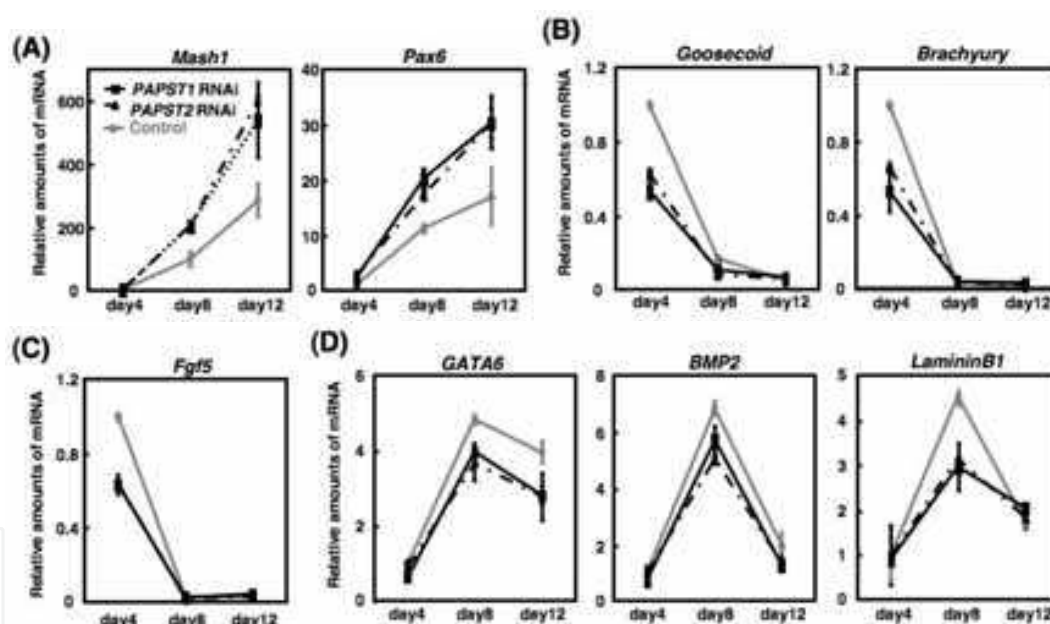 (A)
Mash1
Relative amounts of mRNA
600
400
200
0
PAPST1 RNAi
PAPST2 RNAi
Control
day4 day8 day12
Pax6
40
30
20
10
0
day4 day8 day12
(B)
Goosecoid
Relative amounts of mRNA
1.2
0.8
0.4
0
day4 day8 day12
Brachyury
1.2
0.8
0.4
0
day4 day8 day12
(C)
Fgf5
Relative amounts of mRNA
1.2
0.8
0.4
0
day4 day8 day12
(D)
GATA6
Relative amounts of mRNA
6
4
2
0
day4 day8 day12
BMP2
8
6
4
2
0
day4 day8 day12
LamininB1
5
4
3
2
1
0
day4 day8 day12